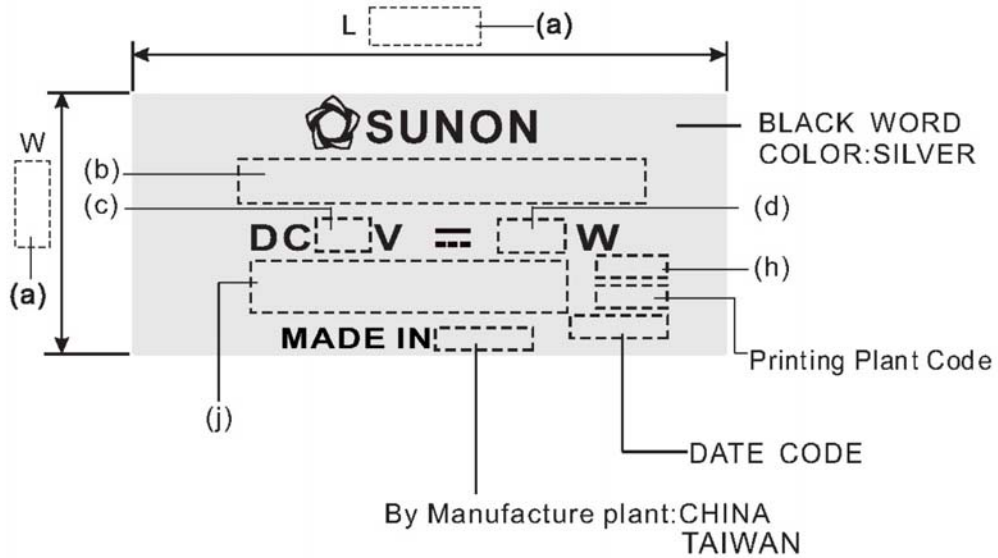 L (a)
SUNON
BLACK WORD
COLOR:SILVER
W
(b)
(c)
(d)
DC V W
(h)
(a)
MADE IN
Printing Plant Code
(j)
DATE CODE
By Manufacture plant:CHINA
TAIWAN